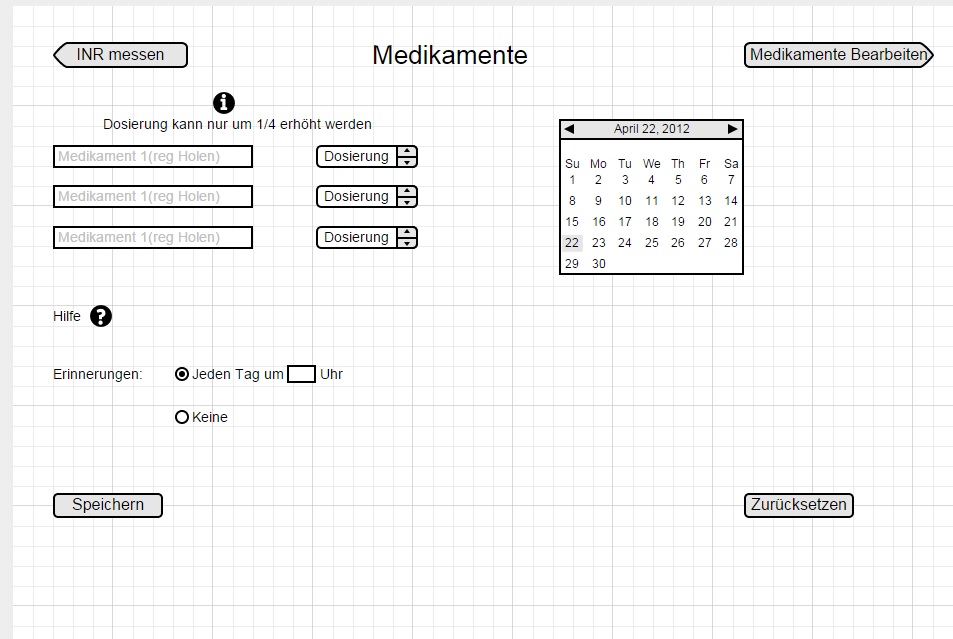 INR messen
Medikamente
Medikamente Bearbeiten
Dosierung kann nur um 1/4 erhöht werden
Medikament 1(reg Holen) Dosierung
Medikament 1(reg Holen) Dosierung
Medikament 1(reg Holen) Dosierung
April 22, 2012
Su Mo Tu We Th Fr Sa
1 2 3 4 5 6 7
8 9 10 11 12 13 14
15 16 17 18 19 20 21
22 23 24 25 26 27 28
29 30
Hilfe ?
Erinnerungen: Jeden Tag um Uhr
Keine
Speichern
Zurücksetzen